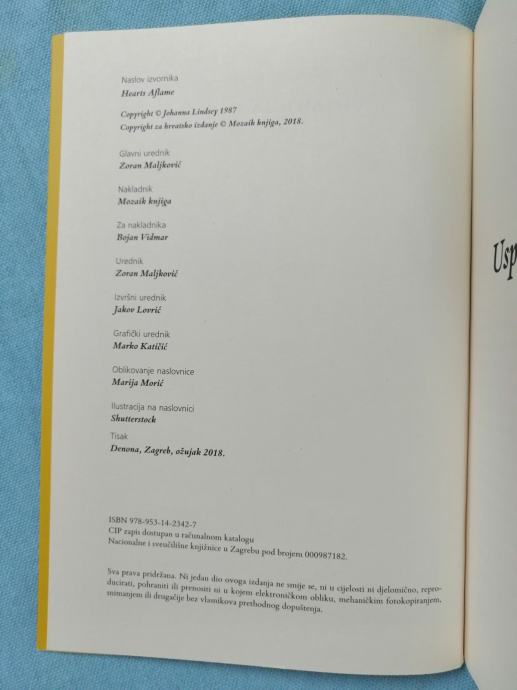 Naslov izvornika
Hearts Aflame
Copyright © Johanna Lindsey 1987
Copyright za hrvatsko izdanje © Mozaik knjiga, 2018.
Glavni urednik
Zoran Maljković
Nakladnik
Mozaik knjiga
Za nakladnika
Bojan Vidmar
Urednik
Zoran Maljković
Izvršni urednik
Jakov Lovrić
Grafički urednik
Marko Katičić
Oblikovanje naslovnice
Marija Morić
Ilustracija na naslovnici
Shutterstock
Tisak
Denona, Zagreb, ožujak 2018.
ISBN 978-953-14-2342-7
CIP zapis dostupan u računalnom katalogu
Nacionalne i sveučilišne knjižnice u Zagrebu pod brojem 000987182.
Sva prava pridržana. Ni jedan dio ovoga izdanja ne smije se, ni u cijelosti ni djelomično, repro-
ducirati, pohraniti ili prenositi ni u kojem elektroničkom obliku, mehaničkim fotokopiranjem,
snimanjem ili drugačije bez vlasnikova prethodnog dopuštenja.
Usp